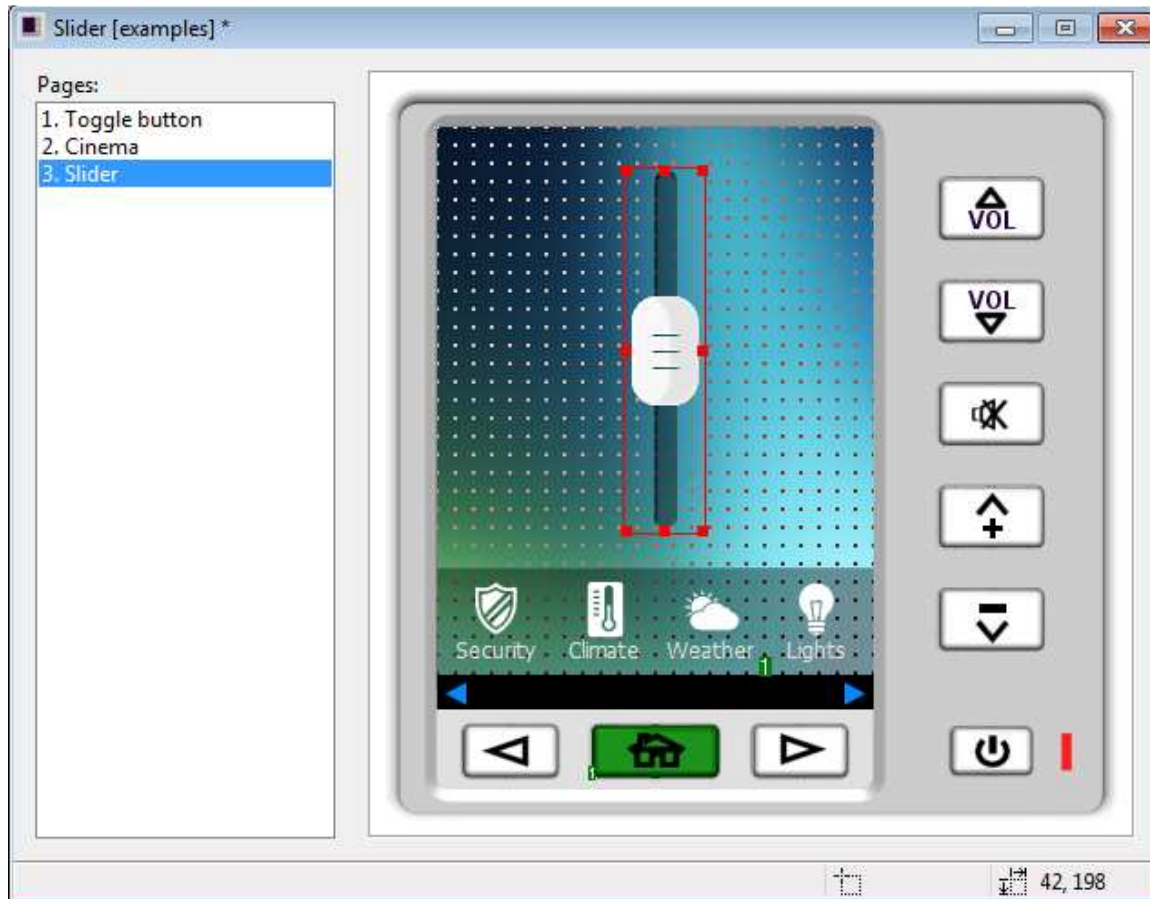 Slider [examples] *
Pages:
1. Toggle button
2. Cinema
3. Slider
VOL
VOL
+
Security Climate Weather Lights
1
1
42, 198